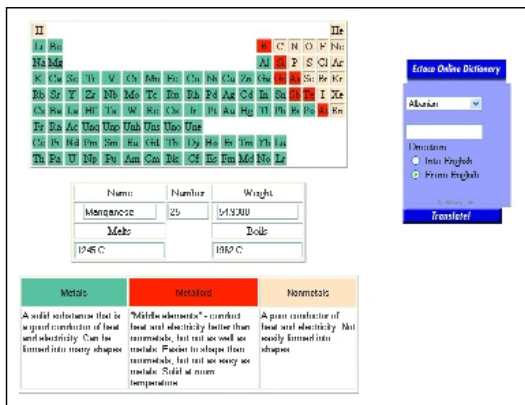 H He
Li Be B C N O F Ne
Na Mg Al Si P S Cl Ar
K Ca Sc Ti V Cr Mn Fe Co Ni Cu Zn Ga Ge As Se Br Kr
Rb Sr Y Zr Nb Mo Tc Rn Rh Pd Ag Cd In Sn Sb Te I Xe
Cs Ba La Hf Ta W Re Os Ir Pt Au Hg Tl Pb Bi Po At Rn
Fr Ra Ac Unq Unp Unh Uns Uno Une
Ce Pr Nd Pm Sm Eu Gd Tb Dy Ho Er Tm Yb Lu
Th Pa U Np Pu Am Cm Bk Cf Es Fm Md No Lr
Name Number Weight
Manganese 25
Melts Boils
1245 C 1962 C
Metals Metalloid Nonmetals
A solid substance that is
a good conductor of heat
and electricity. Can be
formed into many shapes
"Middle elements" - conduct
heat and electricity better than
nonmetals, but not as well as
metals. Easier to shape than
nonmetals, but not as easy as
metals. Solid at room
temperature
A poor conductor of
heat and electricity. Not
easily formed into
shapes
Ectaco Online Dictionary
Albanian
Direction:
Into English
From English
Translate!